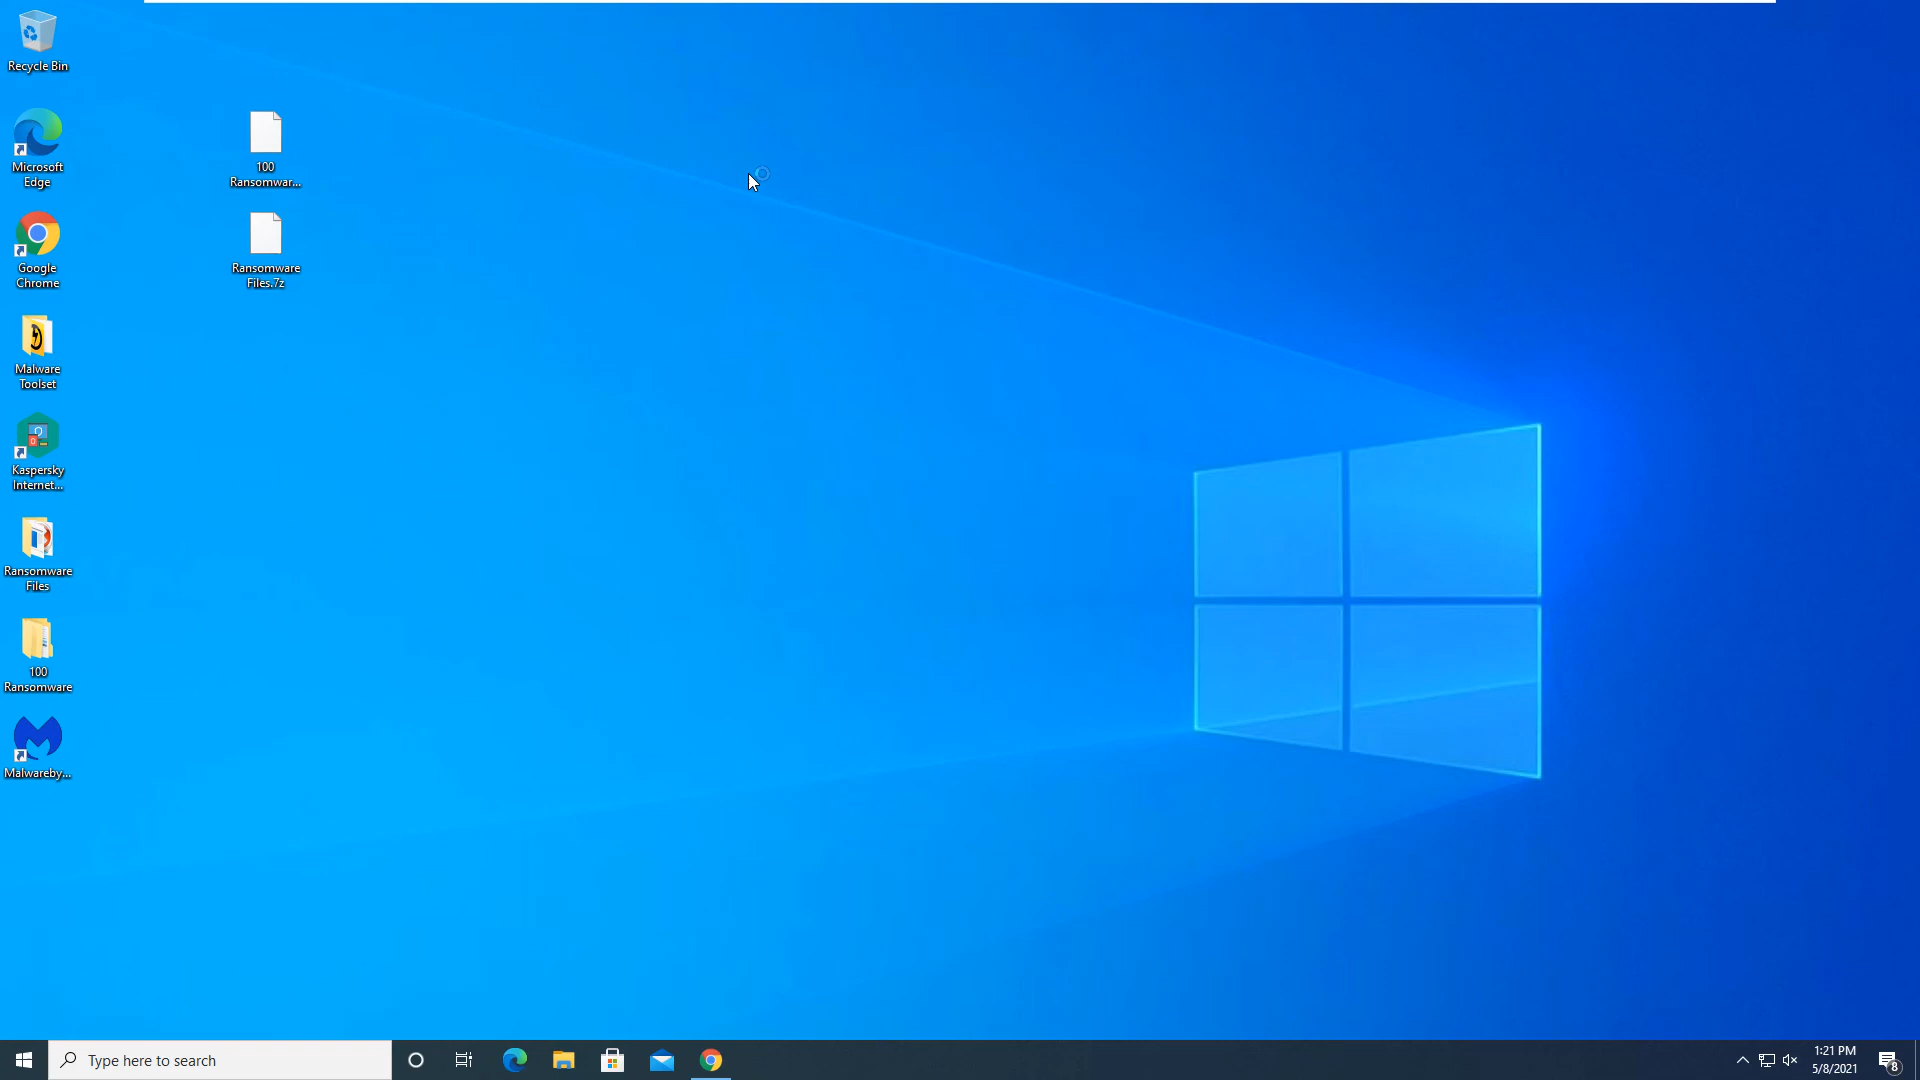 Recycle Bin
Microsoft
Edge
Google
Chrome
Malware
Toolset
Kaspersky
Internet...
Ransomware
Files
100
Ransomware
Malwareby...
100
Ransomwar...
Ransomware
Files.7z
Type here to search
1:21 PM
5/8/2021
8